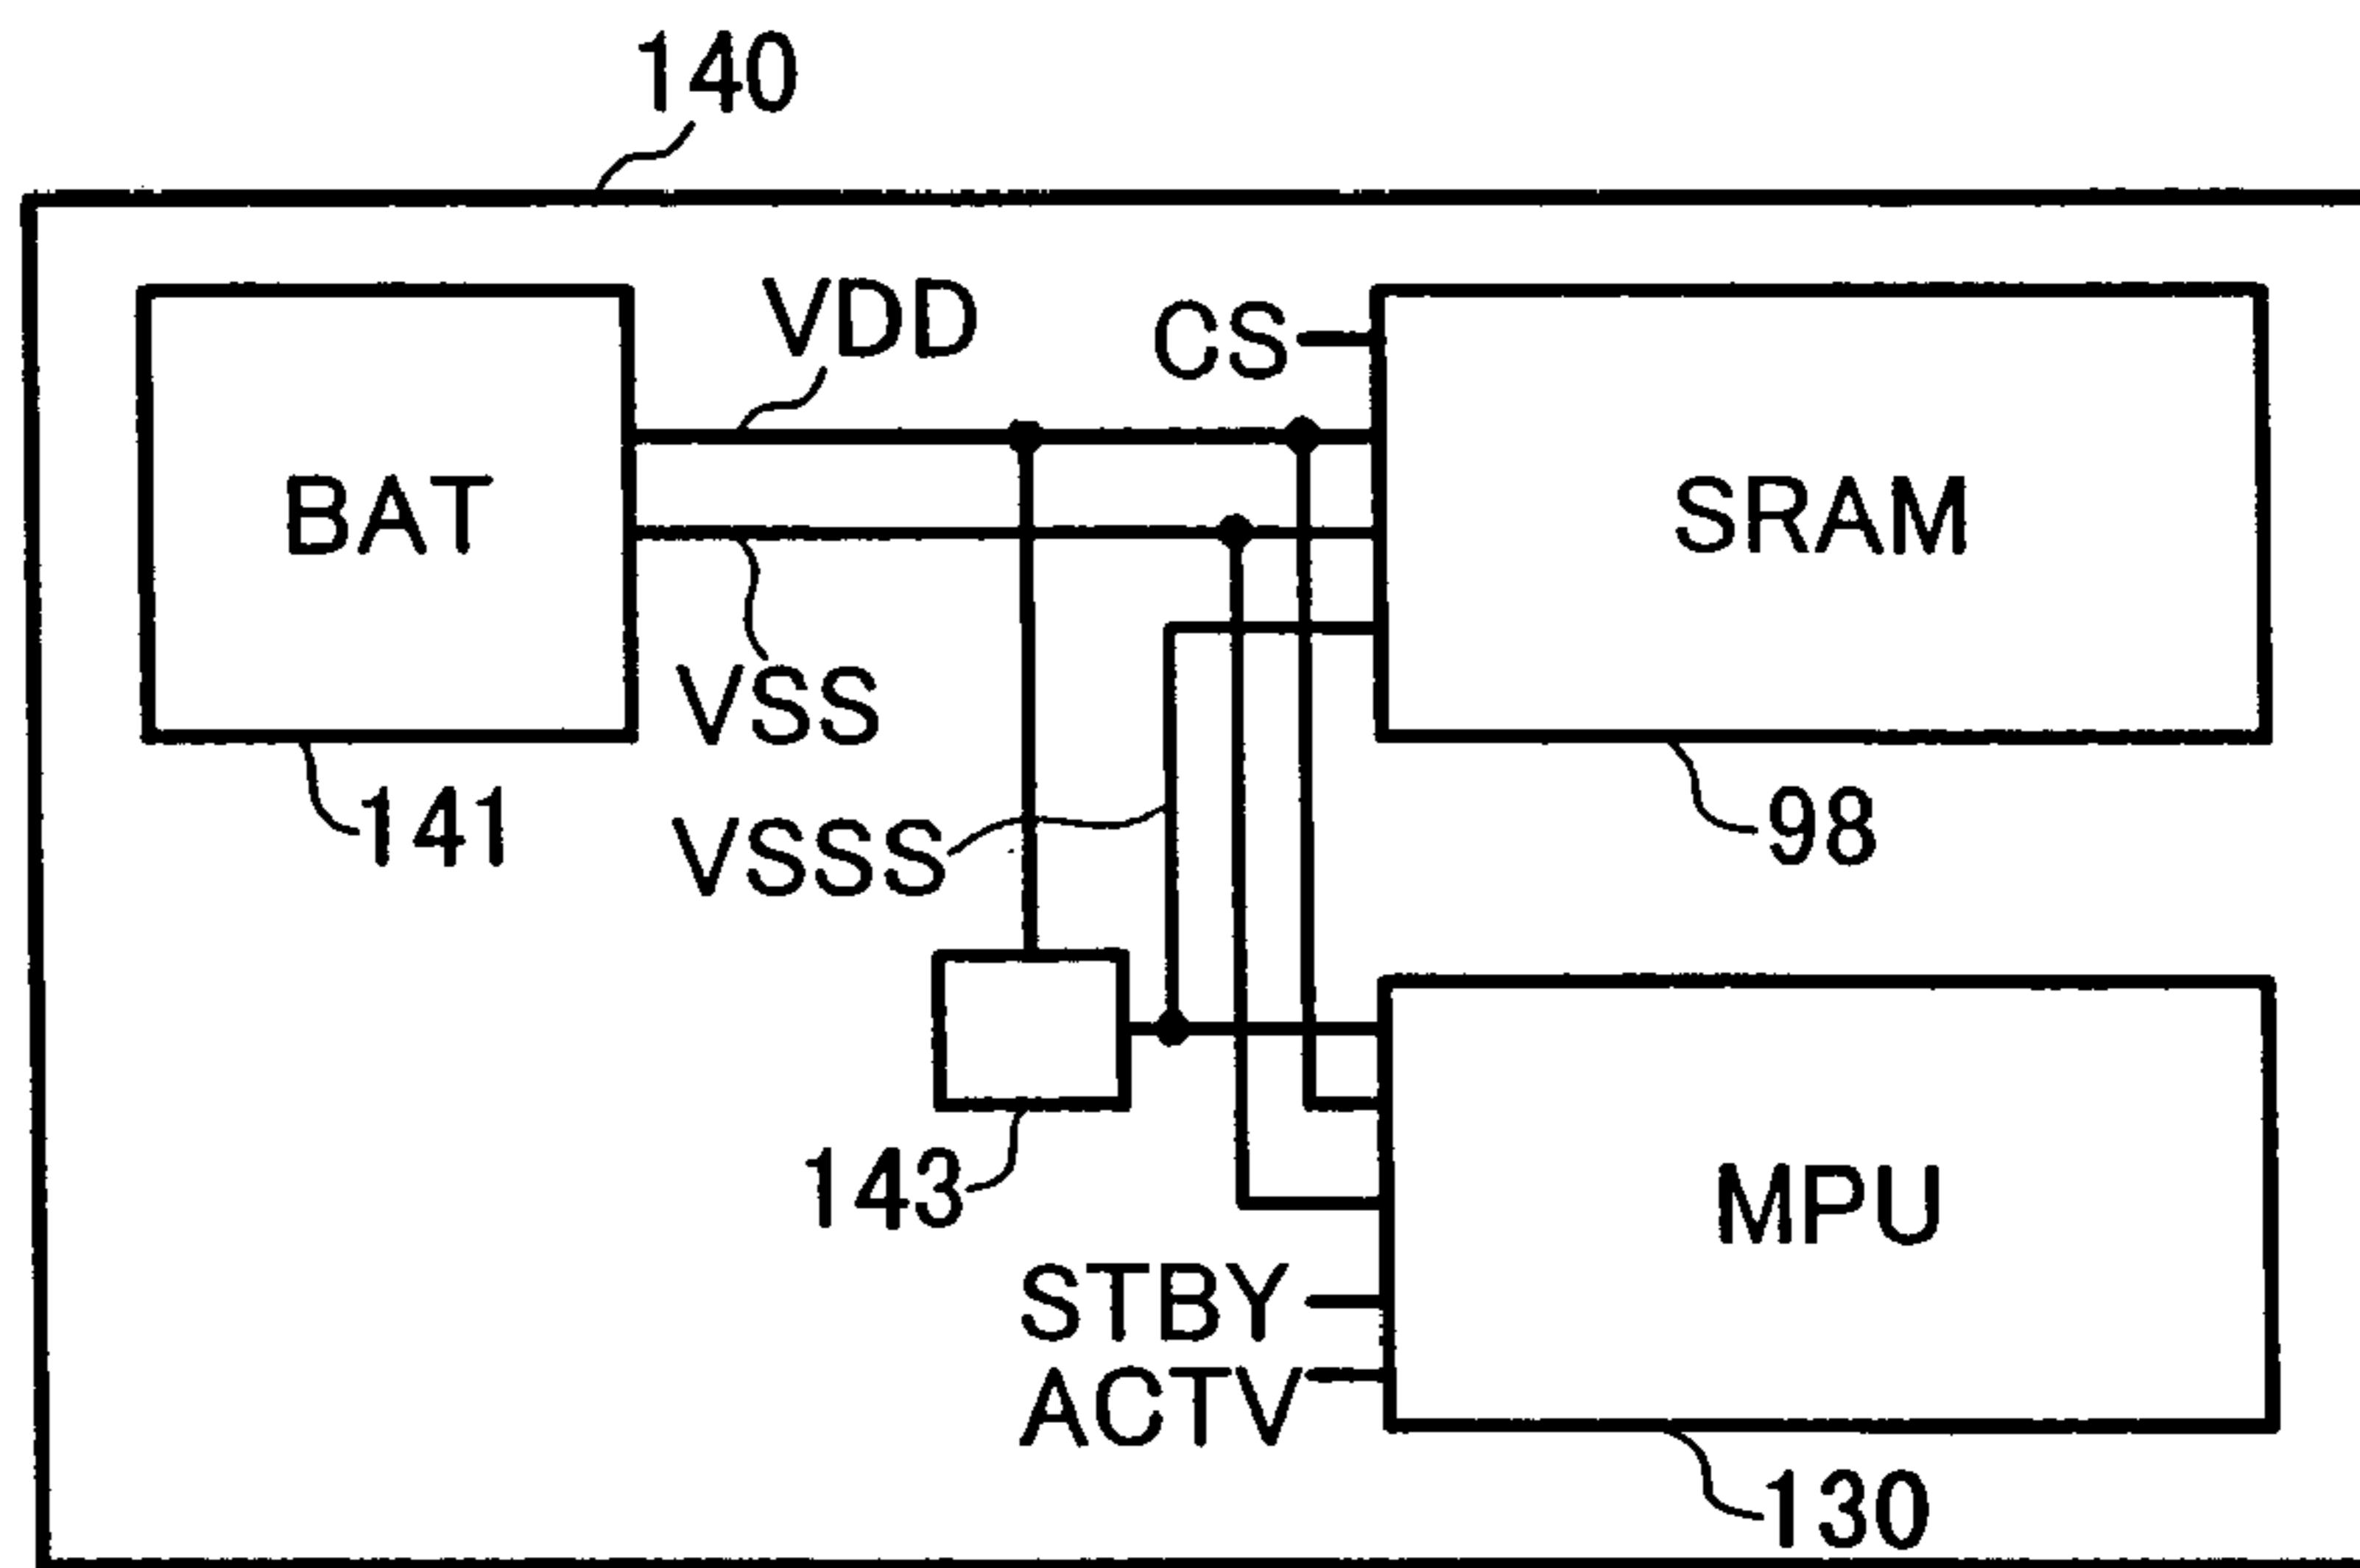 140
VDD
CS
BAT
SRAM
VSS
141
98
VSSS
143
MPU
STBY
ACTV
130